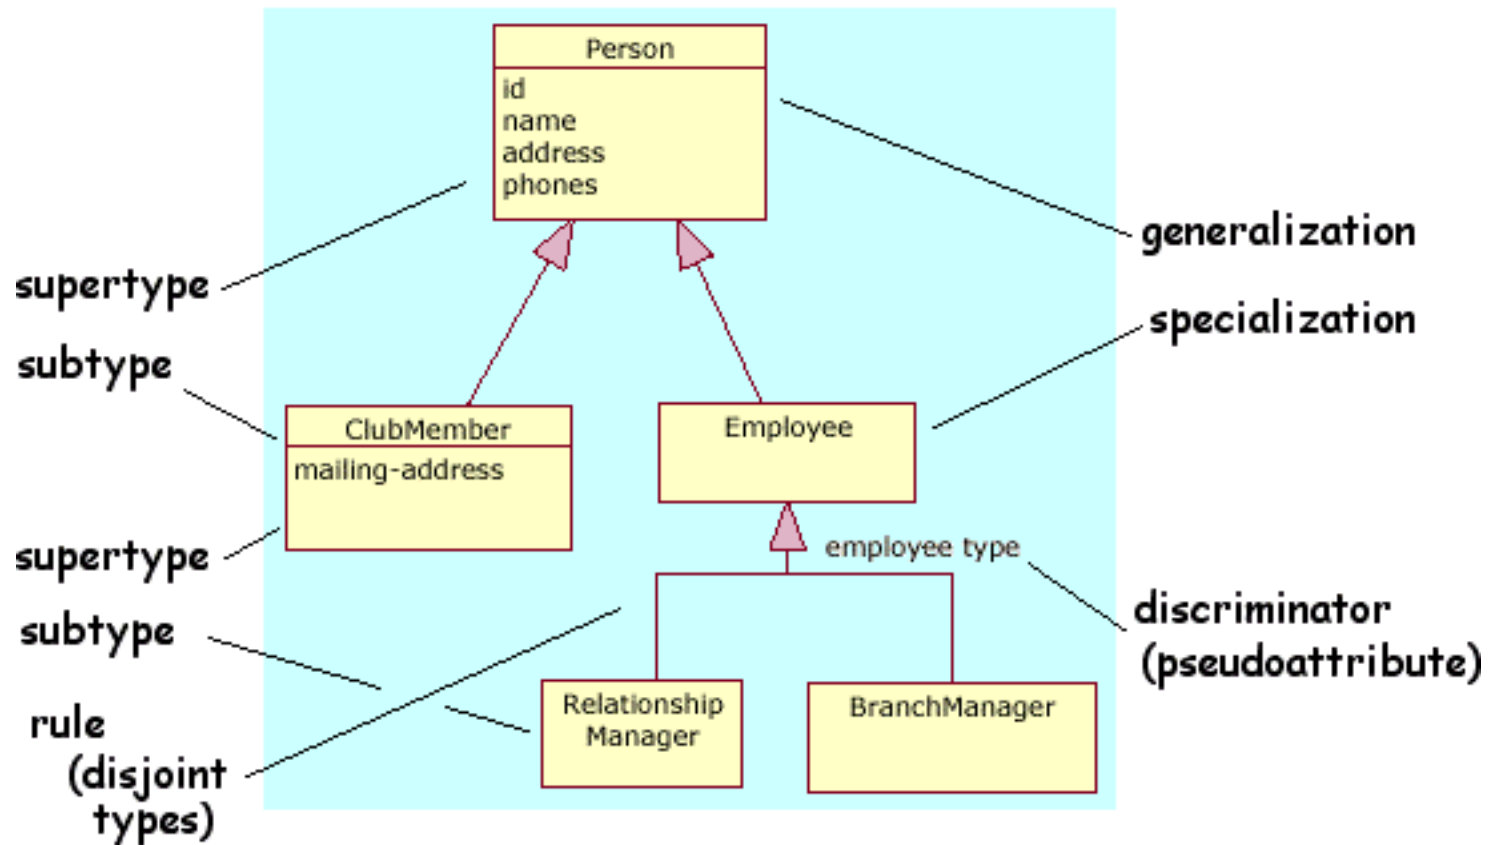 Person
id
name
address
phones
generalization
supertype
specialization
subtype
ClubMember
mailing-address
Employee
supertype
employee type
discriminator
(pseudoattribute)
subtype
rule
(disjoint
types)
Relationship
Manager
BranchManager